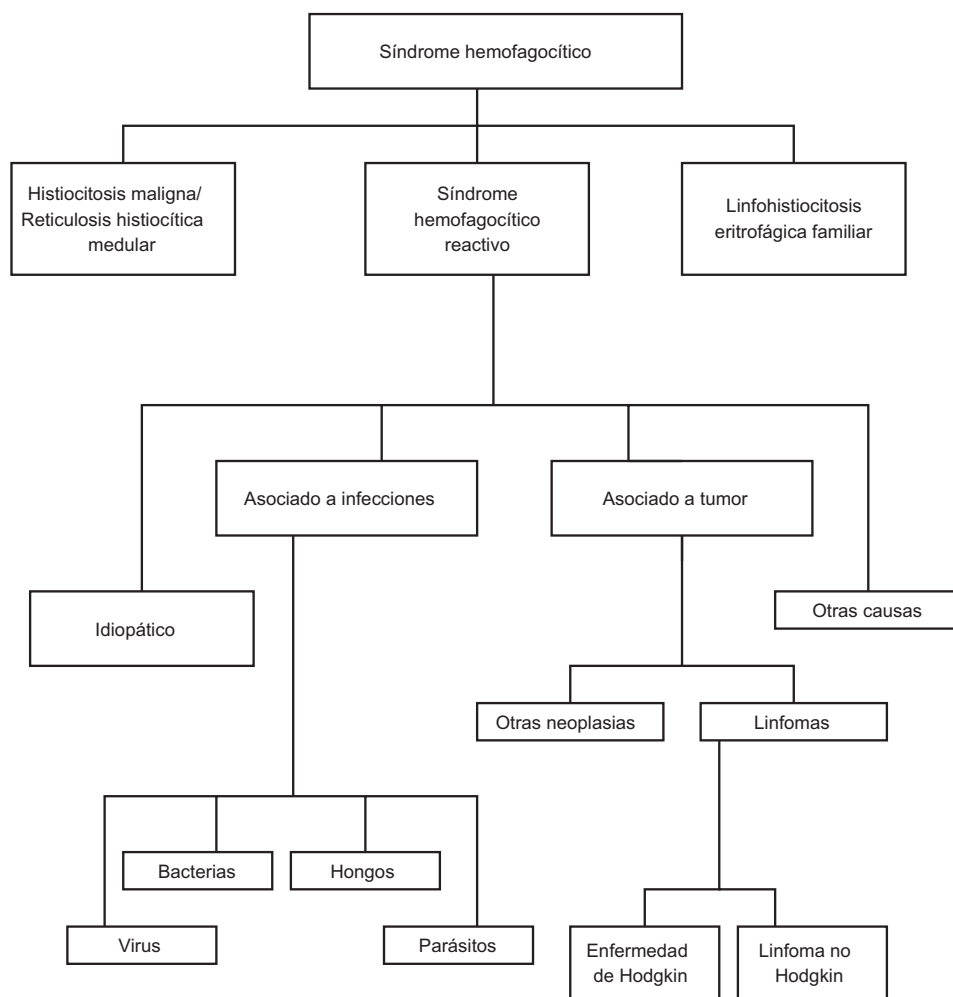 Síndrome hemofagocítico
Histiocitosis maligna/
Reticulosis histiocítica
medular
Síndrome
hemofagocítico
reactivo
Linfohistiocitosis
eritrofágica familiar
Asociado a infecciones
Asociado a tumor
Idiopático
Otras causas
Otras neoplasias
Linfomas
Bacterias
Hongos
Virus
Parásitos
Enfermedad
de Hodgkin
Linfoma no
Hodgkin